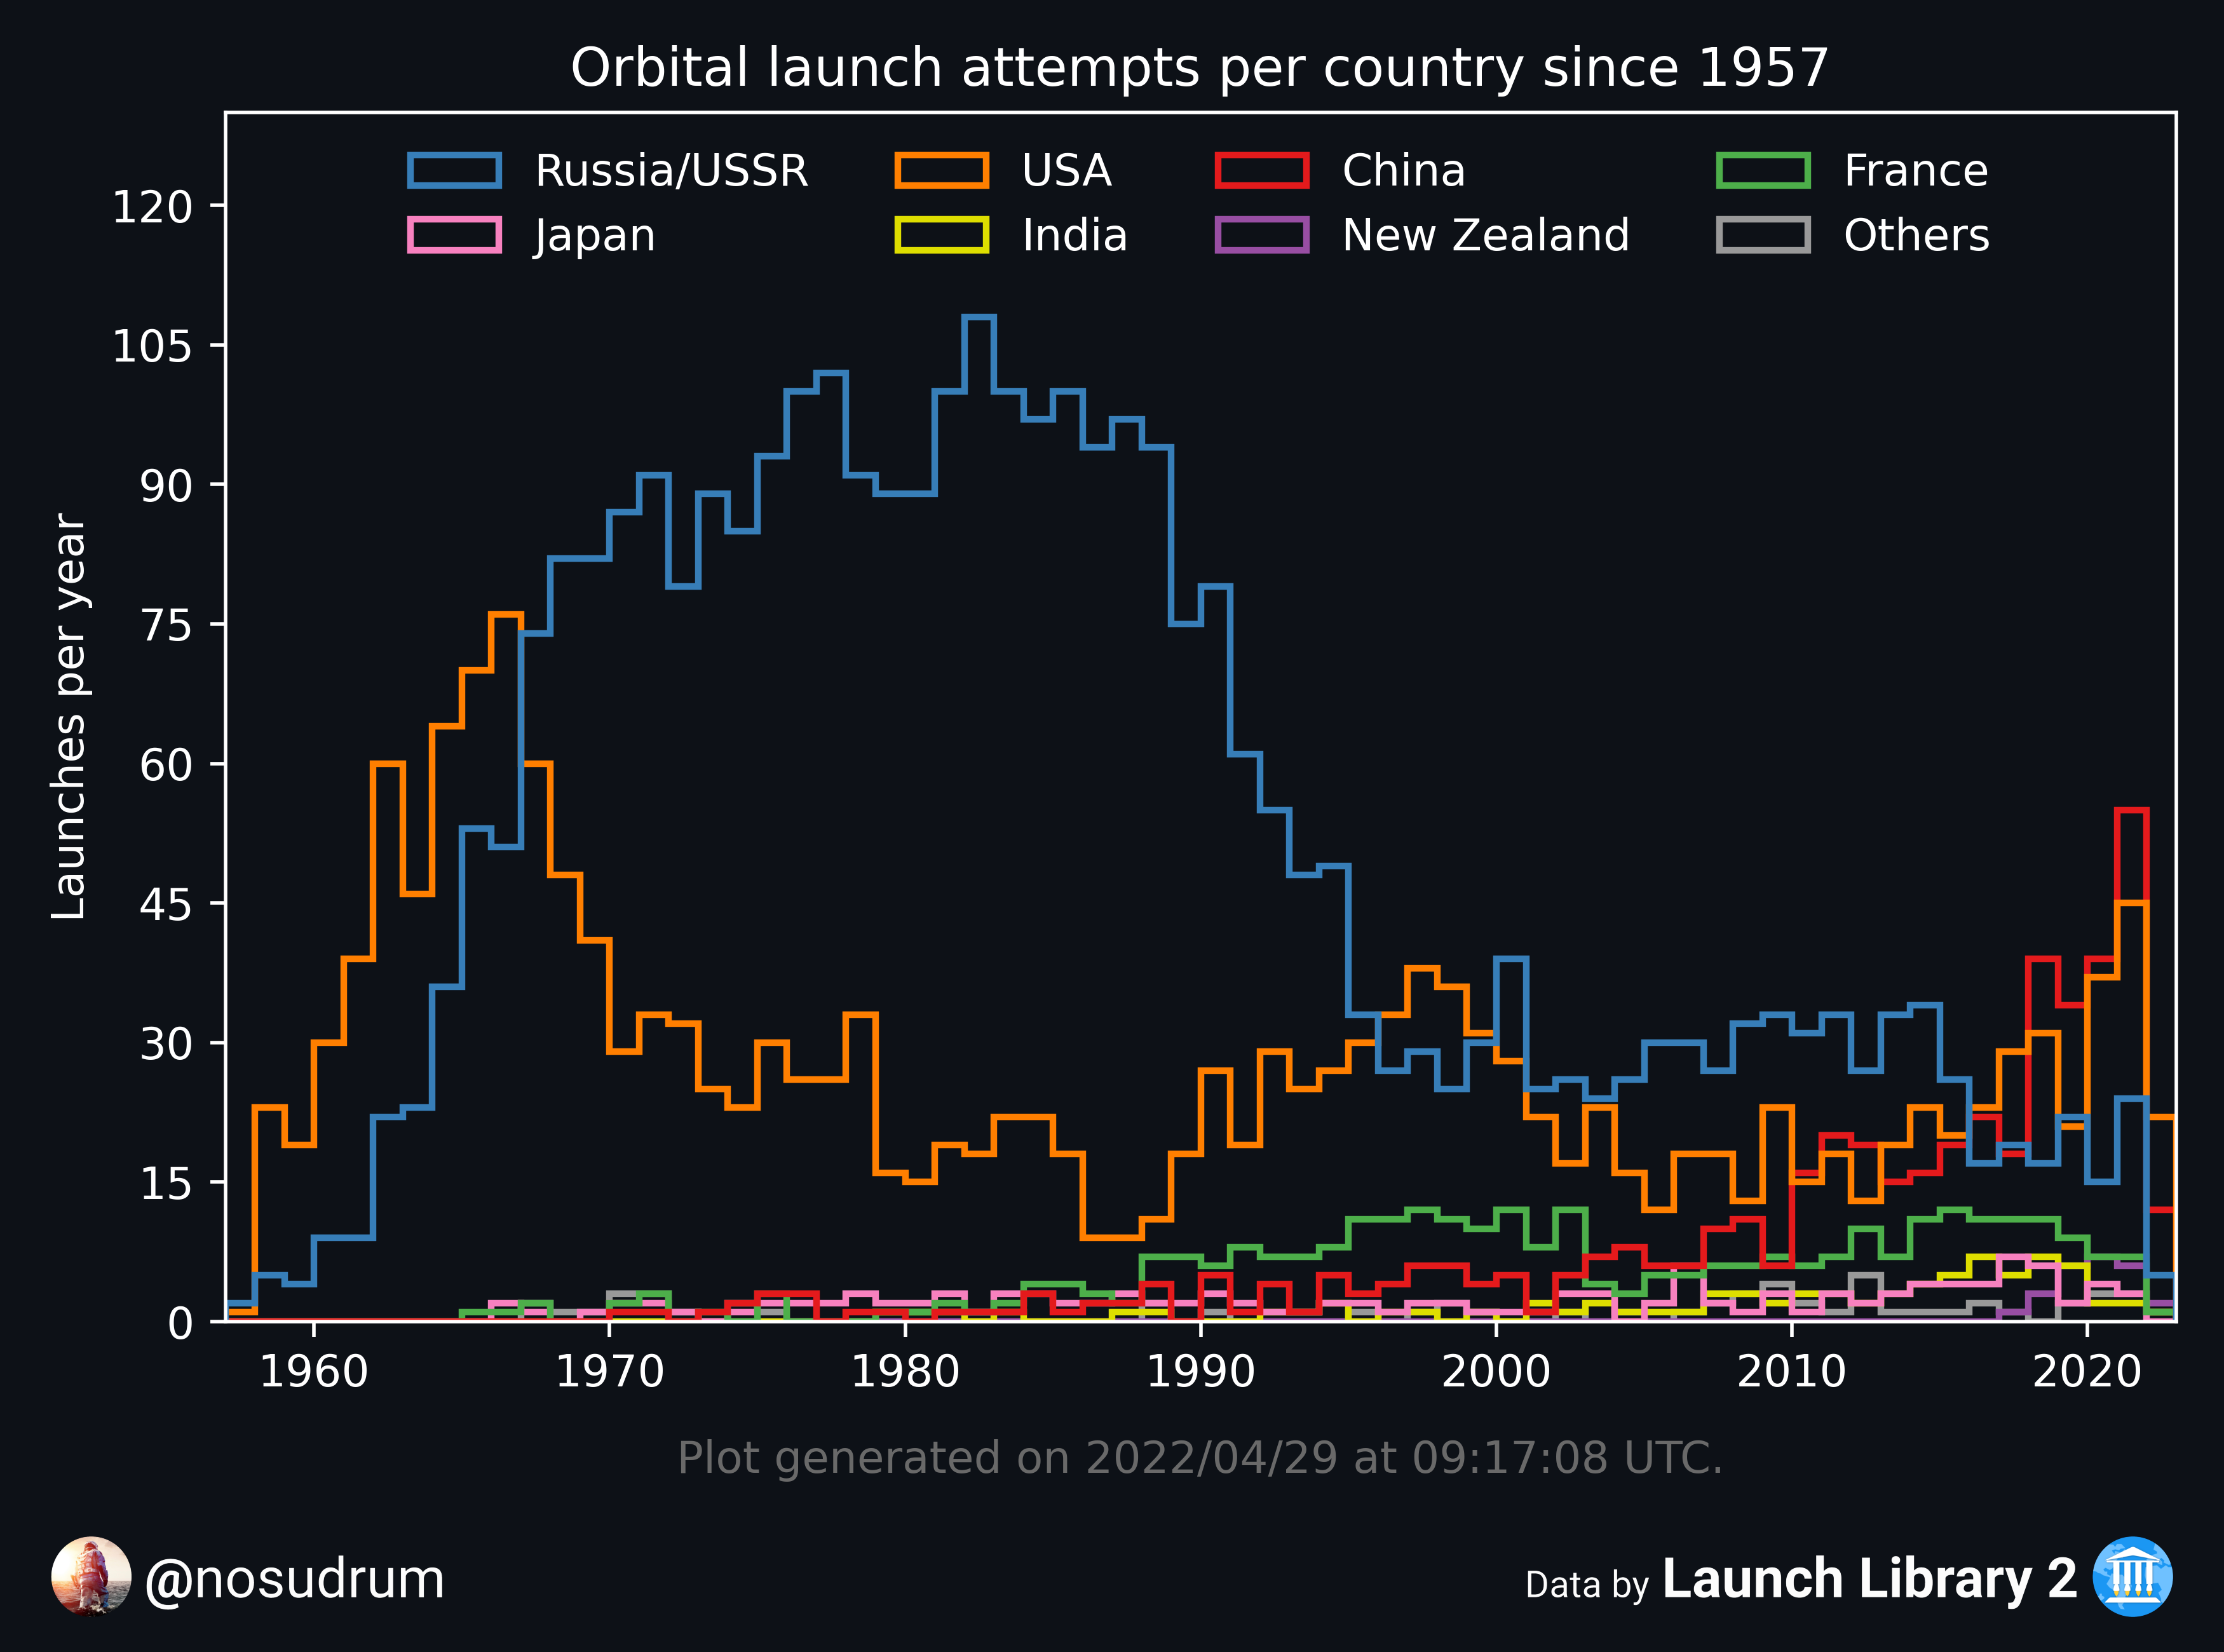 Orbital launch attempts per country since 1957
Russia/USSR USA China France
Japan India New Zealand Others
120
105
90
75
60
45
30
15
0
Launches per year
1960 1970 1980 1990 2000 2010 2020
Plot generated on 2022/04/29 at 09:17:08 UTC.
@nosudrum
Data by Launch Library 2